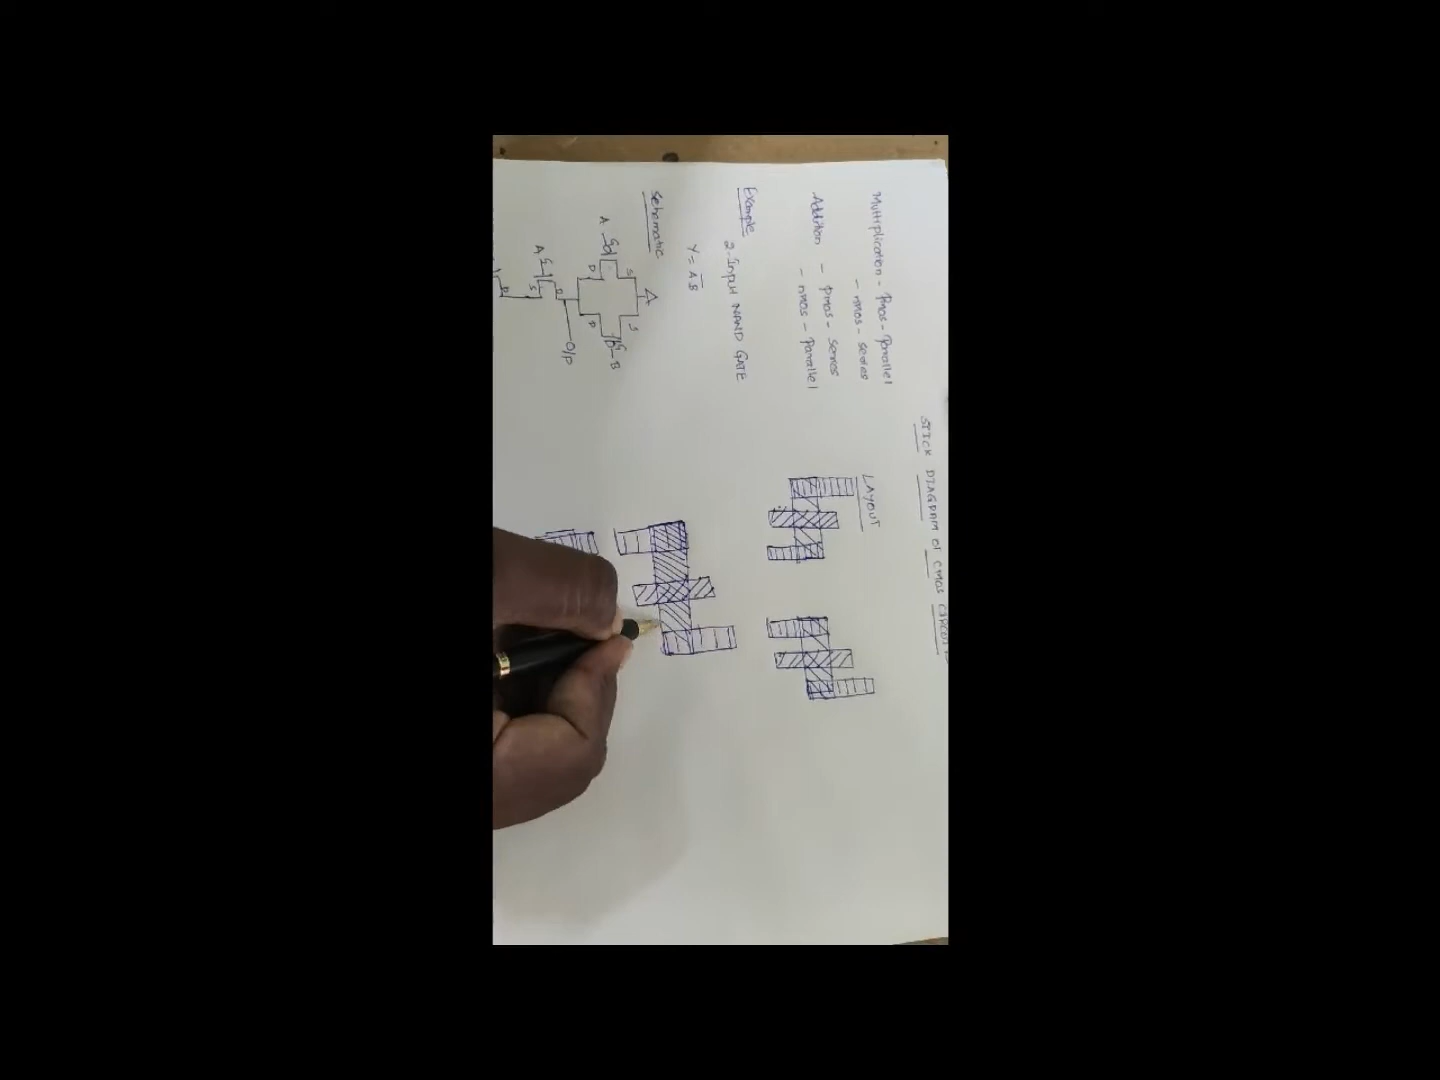 STICK DIAGRAM OF CMOS
Multiplication - Pmos - Parallel
- nmos - series
Addition - Pmos - series
- nmos - Parallel
LAYOUT
Example
2-Input NAND GATE
Y = A.B
Schematic
S S
A G G B
D D
O/P
D
A G
S
D